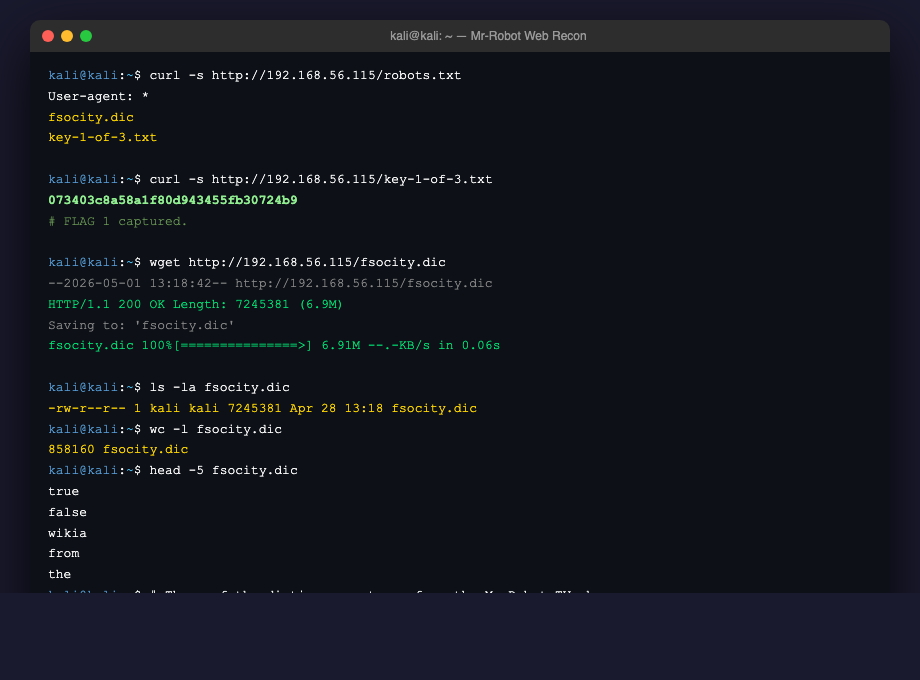 kali@kali: ~ — Mr-Robot Web Recon
kali@kali:~$ curl -s http://192.168.56.115/robots.txt
User-agent: *
fsocity.dic
key-1-of-3.txt
kali@kali:~$ curl -s http://192.168.56.115/key-1-of-3.txt
073403c8a58a1f80d943455fb30724b9
# FLAG 1 captured.
kali@kali:~$ wget http://192.168.56.115/fsocity.dic
--2026-05-01 13:18:42-- http://192.168.56.115/fsocity.dic
HTTP/1.1 200 OK Length: 7245381 (6.9M)
Saving to: 'fsocity.dic'
fsocity.dic 100%[===============>] 6.91M --.-KB/s in 0.06s
kali@kali:~$ ls -la fsocity.dic
-rw-r--r-- 1 kali kali 7245381 Apr 28 13:18 fsocity.dic
kali@kali:~$ wc -l fsocity.dic
858160 fsocity.dic
kali@kali:~$ head -5 fsocity.dic
true
false
wikia
from
the